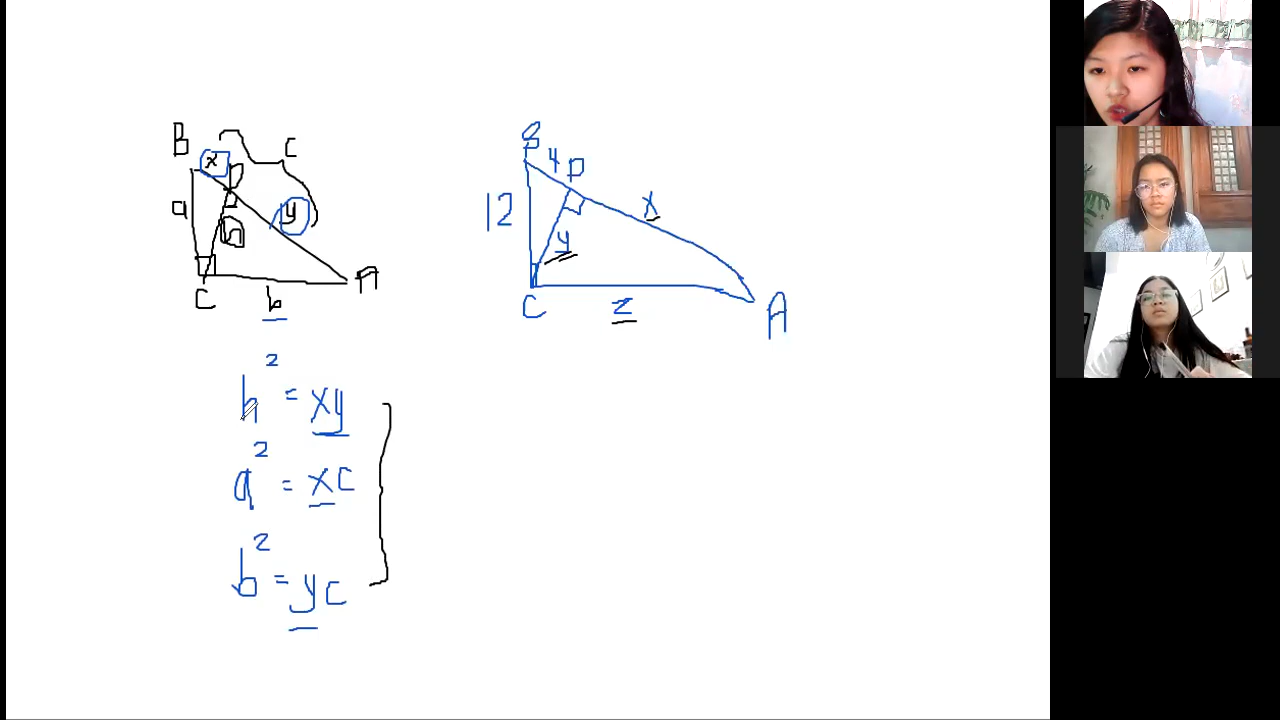 B
x
c
D
a
y
h
C
b
A
B
4
D
12
x
y
C
z
A
h² = xy
a² = xc
b² = yc